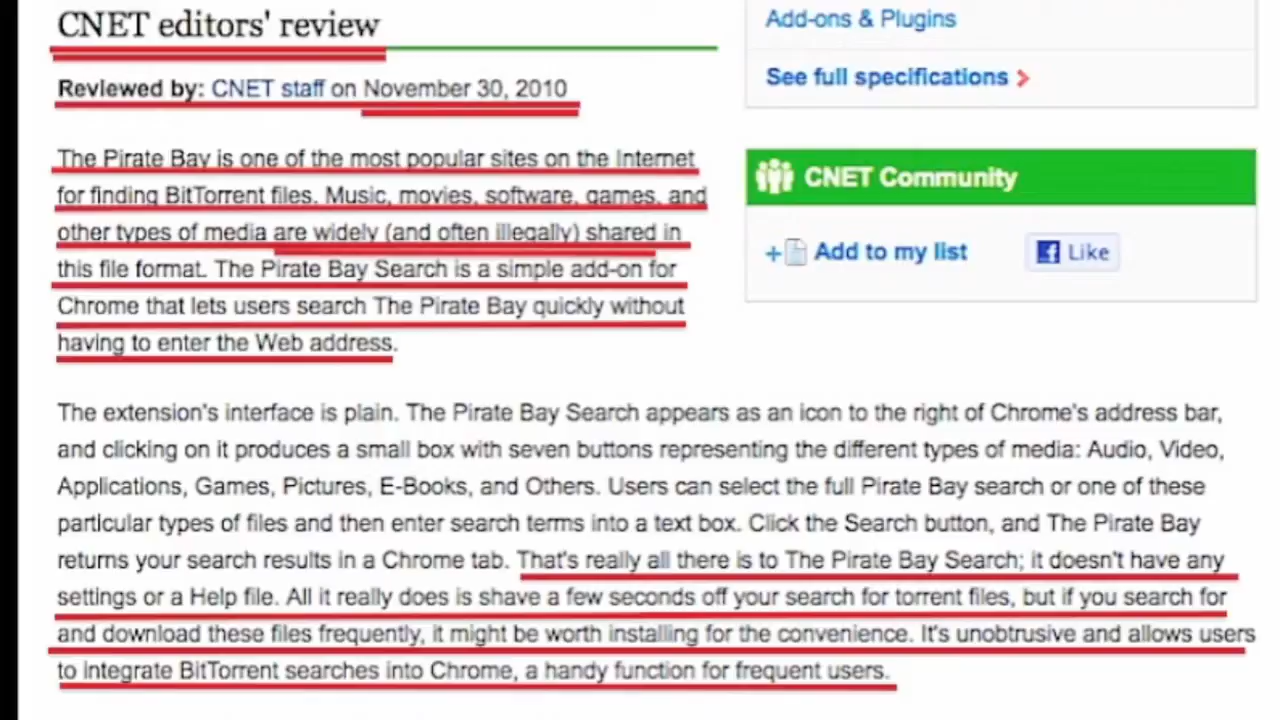 CNET editors' review
Reviewed by: CNET staff on November 30, 2010
The Pirate Bay is one of the most popular sites on the Internet
for finding BitTorrent files. Music, movies, software, games, and
other types of media are widely (and often illegally) shared in
this file format. The Pirate Bay Search is a simple add-on for
Chrome that lets users search The Pirate Bay quickly without
having to enter the Web address.
The extension's interface is plain. The Pirate Bay Search appears as an icon to the right of Chrome's address bar,
and clicking on it produces a small box with seven buttons representing the different types of media: Audio, Video,
Applications, Games, Pictures, E-Books, and Others. Users can select the full Pirate Bay search or one of these
particular types of files and then enter search terms into a text box. Click the Search button, and The Pirate Bay
returns your search results in a Chrome tab. That's really all there is to The Pirate Bay Search; it doesn't have any
settings or a Help file. All it really does is shave a few seconds off your search for torrent files, but if you search for
and download these files frequently, it might be worth installing for the convenience. It's unobtrusive and allows users
to integrate BitTorrent searches into Chrome, a handy function for frequent users.
Add-ons & Plugins
See full specifications
CNET Community
+ Add to my list
f Like